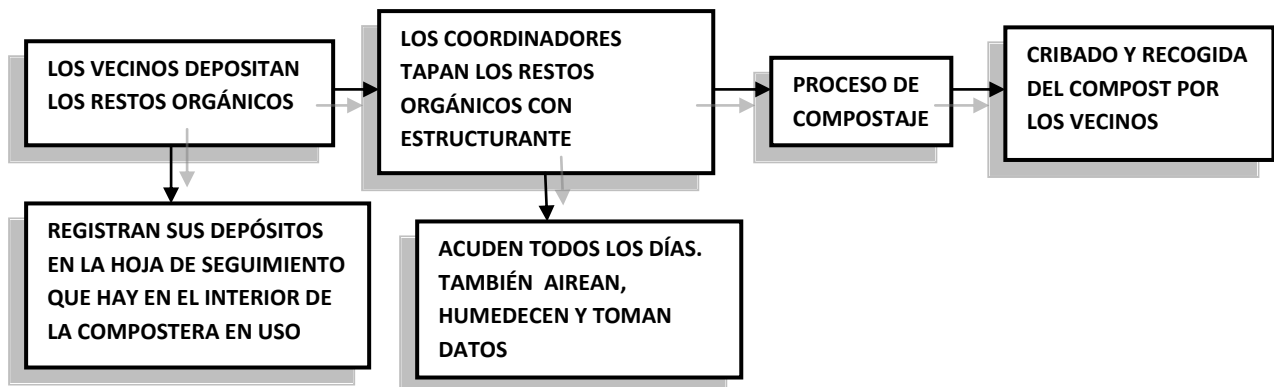 LOS VECINOS DEPOSITAN
LOS RESTOS ORGÁNICOS
LOS COORDINADORES
TAPAN LOS RESTOS
ORGÁNICOS CON
ESTRUCTURANTE
PROCESO DE
COMPOSTAJE
CRIBADO Y RECOGIDA
DEL COMPOST POR
LOS VECINOS
REGISTRAN SUS DEPÓSITOS
EN LA HOJA DE SEGUIMIENTO
QUE HAY EN EL INTERIOR DE
LA COMPOSTERA EN USO
ACUDEN TODOS LOS DÍAS.
TAMBIÉN AIREAN,
HUMEDECEN Y TOMAN
DATOS